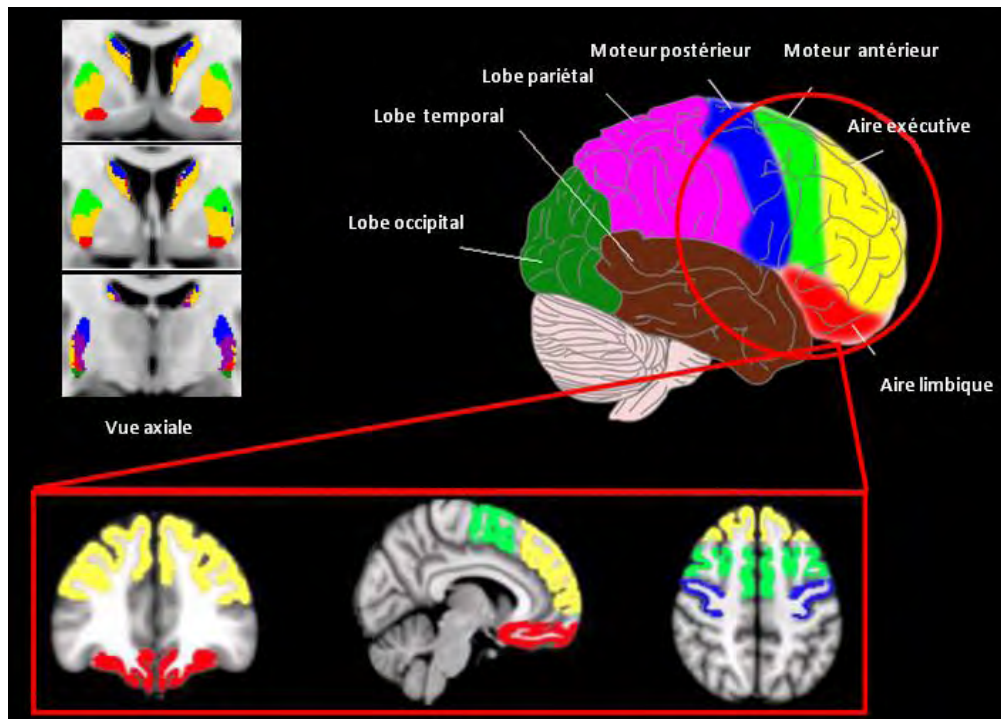 Moteur postérieur
Moteur antérieur
Lobe pariétal
Lobe temporal
Aire exécutive
Lobe occipital
Aire limbique
Vue axiale